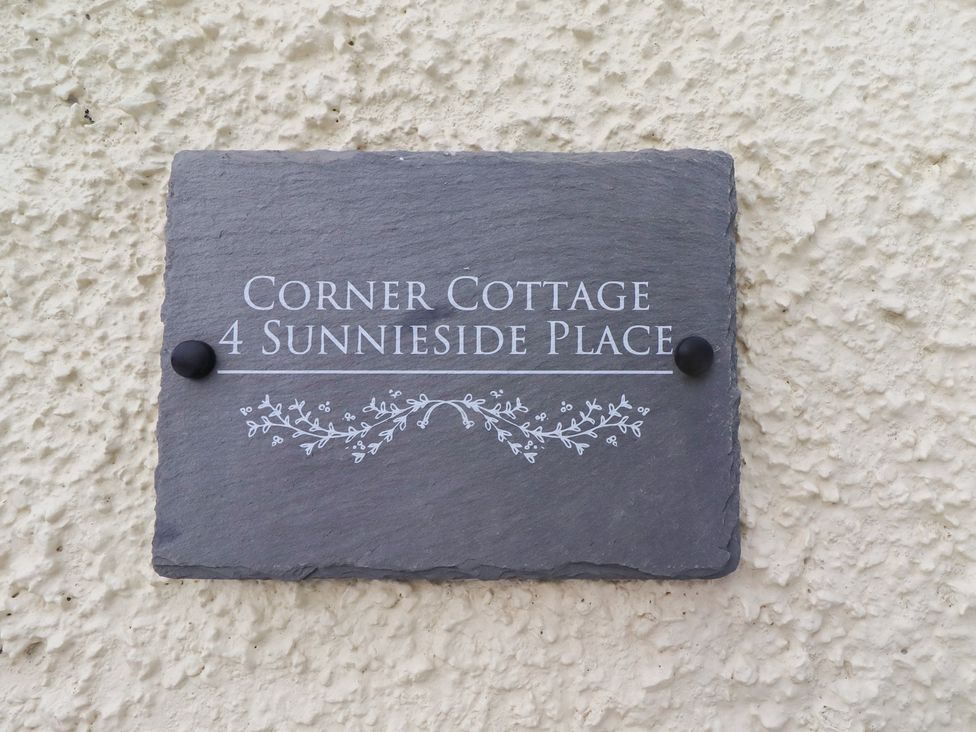 Corner Cottage
4 Sunnieside Place